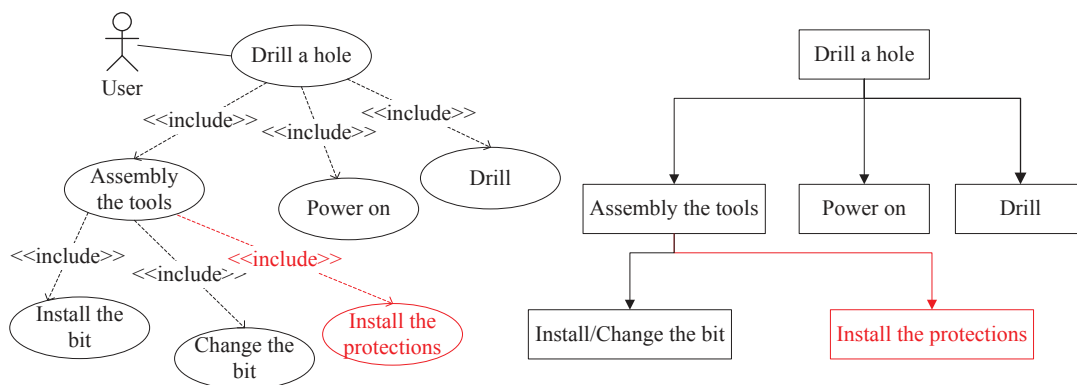 User
Drill a hole
<<include>>
<<include>>
<<include>>
Assembly
the tools
Power on
Drill
<<include>>
<<include>>
<<include>>
Install the
bit
Change the
bit
Install the
protections
Drill a hole
Assembly the tools
Power on
Drill
Install/Change the bit
Install the protections